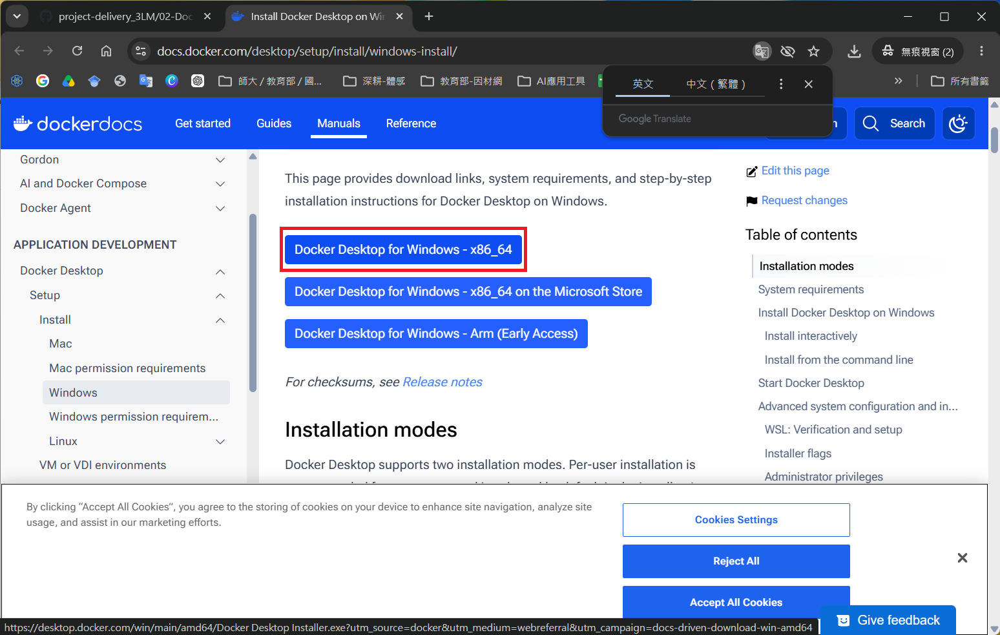 project-delivery_3LM/02-Doc
Install Docker Desktop on Win
docs.docker.com/desktop/setup/install/windows-install/
無痕視窗 (2)
師大 / 教育部 / 國...
深耕-體感
教育部-因材網
AI應用工具
所有書籤
英文
中文 ( 繁體 )
Google Translate
dockerdocs
Get started
Guides
Manuals
Reference
Search
Gordon
AI and Docker Compose
Docker Agent
APPLICATION DEVELOPMENT
Docker Desktop
Setup
Install
Mac
Mac permission requirements
Windows
Windows permission requirem...
Linux
VM or VDI environments
This page provides download links, system requirements, and step-by-step
installation instructions for Docker Desktop on Windows.
Docker Desktop for Windows - x86_64
Docker Desktop for Windows - x86_64 on the Microsoft Store
Docker Desktop for Windows - Arm (Early Access)
For checksums, see Release notes
Installation modes
Docker Desktop supports two installation modes. Per-user installation is
Edit this page
Request changes
Table of contents
Installation modes
System requirements
Install Docker Desktop on Windows
Install interactively
Install from the command line
Start Docker Desktop
Advanced system configuration and in...
WSL: Verification and setup
Installer flags
Administrator privileges
By clicking “Accept All Cookies”, you agree to the storing of cookies on your device to enhance site navigation, analyze site
usage, and assist in our marketing efforts.
Cookies Settings
Reject All
Accept All Cookies
Give feedback
https://desktop.docker.com/win/main/amd64/Docker Desktop Installer.exe?utm_source=docker&utm_medium=webreferral&utm_campaign=docs-driven-download-win-amd64